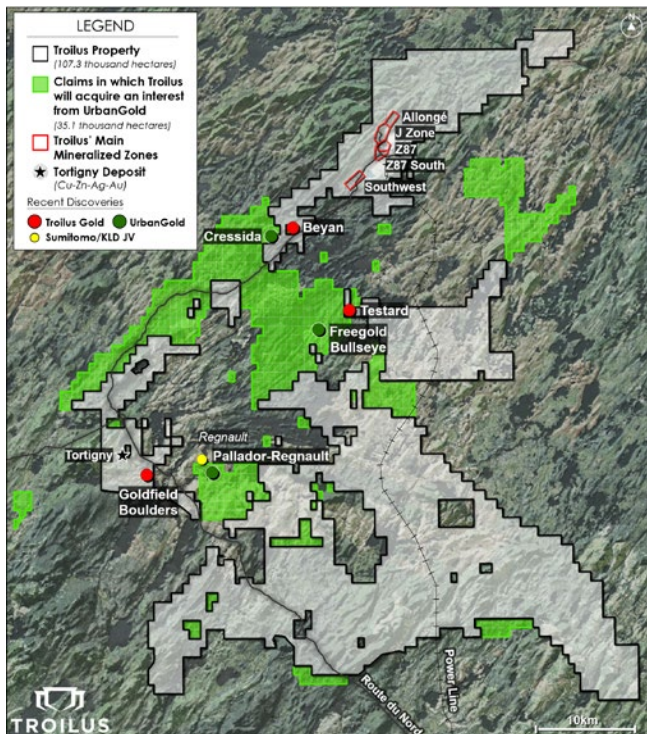 LEGEND
Troilus Property
(107.3 thousand hectares)
Claims in which Troilus
will acquire an interest
from UrbanGold
(35.1 thousand hectares)
Troilus' Main
Mineralized Zones
Tortigny Deposit
(Cu-Zn-Ag-Au)
Recent Discoveries
Troilus Gold
UrbanGold
Sumitomo/KLD JV
Allongé
J Zone
Z87
Z87 South
Southwest
Cressida
Beyan
Testard
Freegold
Bullseye
Regnault
Tortigny
Pallador-Regnault
Goldfield
Boulders
Route du Nord
Power Line
10km
TROILUS